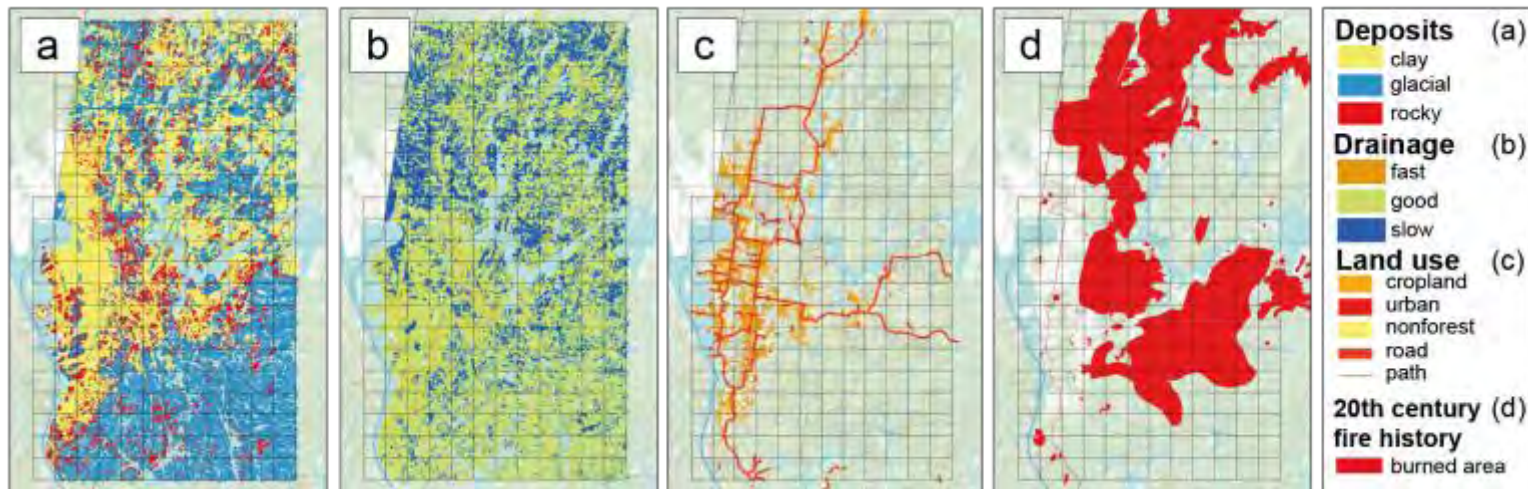 a
b
c
d
Deposits (a)
clay
glacial
rocky
Drainage (b)
fast
good
slow
Land use (c)
cropland
urban
nonforest
road
path
20th century (d)
fire history
burned area